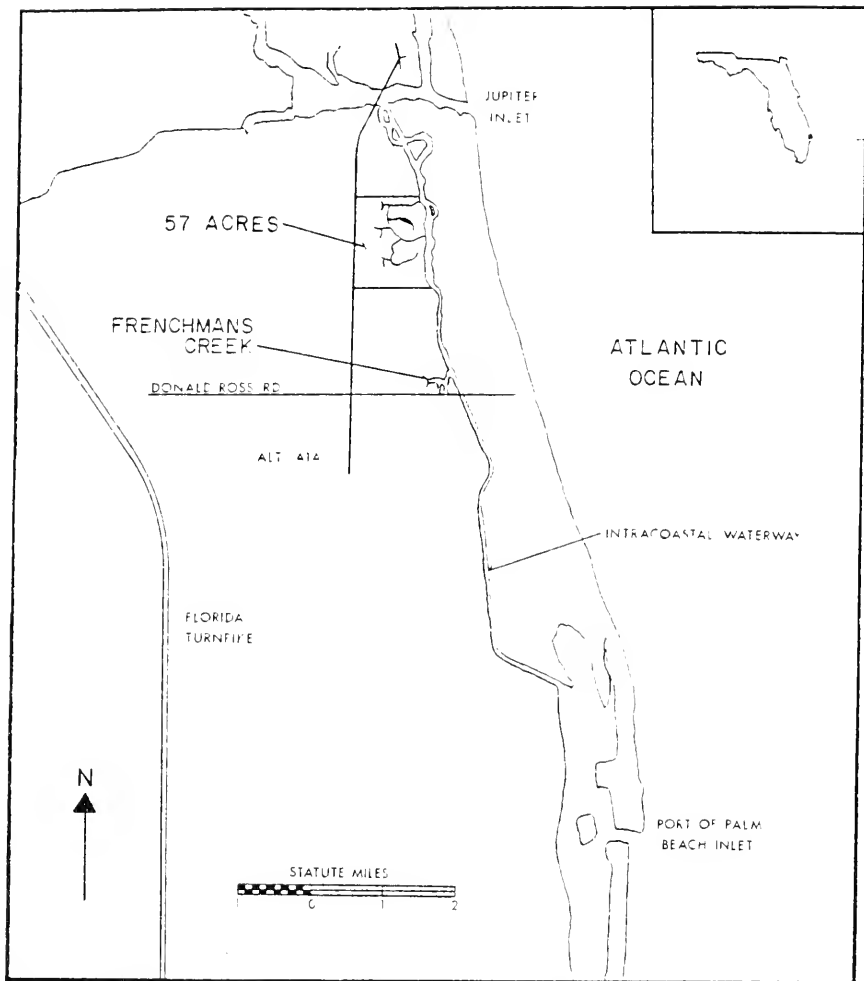 JUPITER
INLET
57 ACRES
FRENCHMANS
CREEK
ATLANTIC
OCEAN
DONALD ROSS RD
ALT A1A
INTRACOASTAL WATERWAY
FLORIDA
TURNPIKE
N
PORT OF PALM
BEACH INLET
STATUTE MILES
1 0 1 2